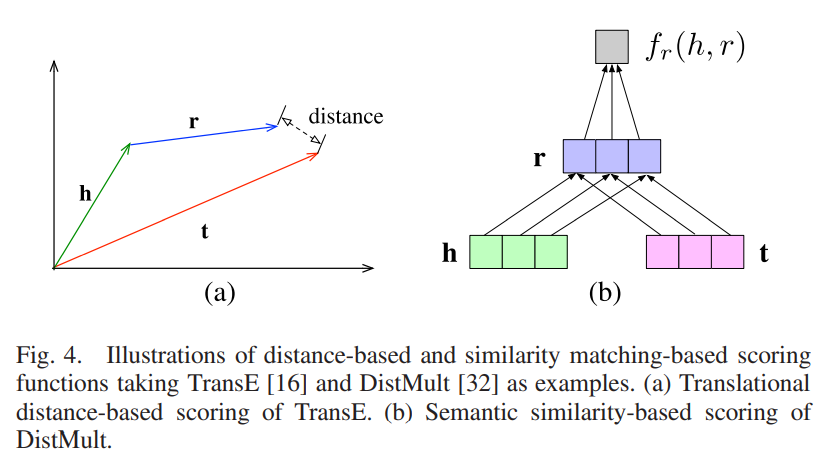 r
distance
h
t
(a)
f_r(h, r)
r
h
t
(b)
Fig. 4. Illustrations of distance-based and similarity matching-based scoring
functions taking TransE [16] and DistMult [32] as examples. (a) Translational
distance-based scoring of TransE. (b) Semantic similarity-based scoring of
DistMult.